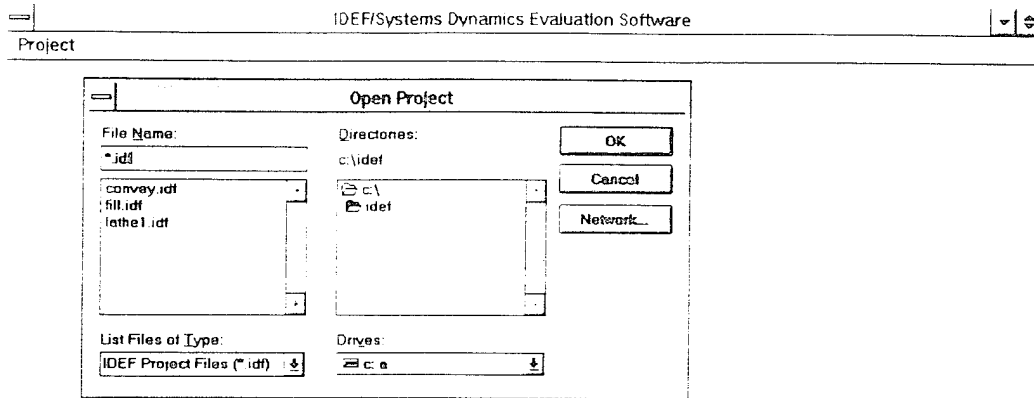 IDEF/Systems Dynamics Evaluation Software
Project
Open Project
File Name:
*.idf
convey.idf
fill.idf
lathe1.idf
Directories:
c:\idef
c:\
idef
OK
Cancel
Network...
List Files of Type:
IDEF Project Files (*.idf)
Drives:
c: a